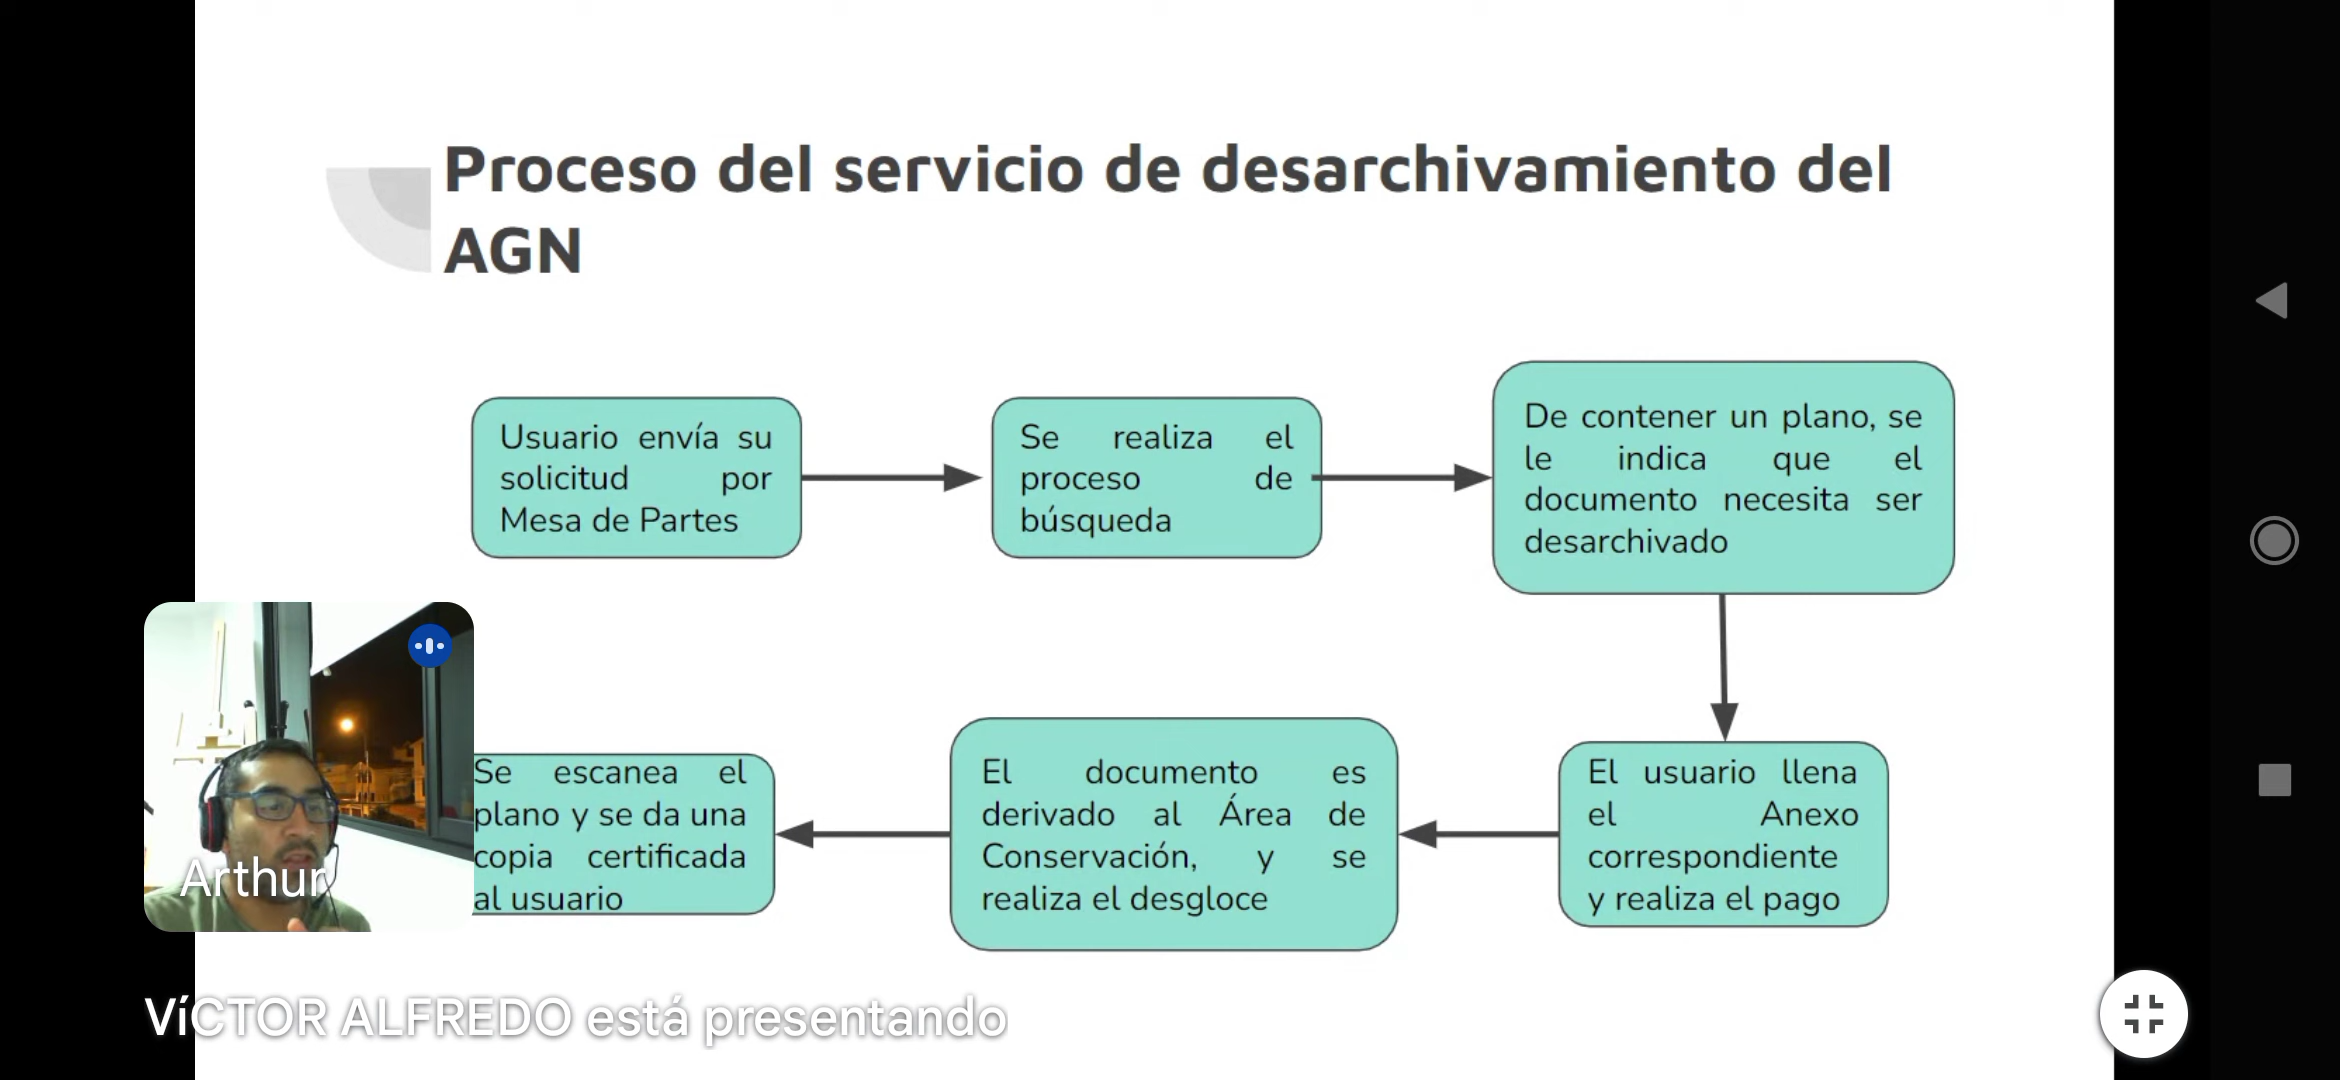 Proceso del servicio de desarchivamiento del
AGN
Usuario envía su
solicitud por
Mesa de Partes
Se realiza el
proceso de
búsqueda
De contener un plano, se
le indica que el
documento necesita ser
desarchivado
El usuario llena
el Anexo
correspondiente
y realiza el pago
El documento es
derivado al Área de
Conservación, y se
realiza el desgloce
Se escanea el
plano y se da una
copia certificada
al usuario
Arthur
VíCTOR ALFREDO está presentando